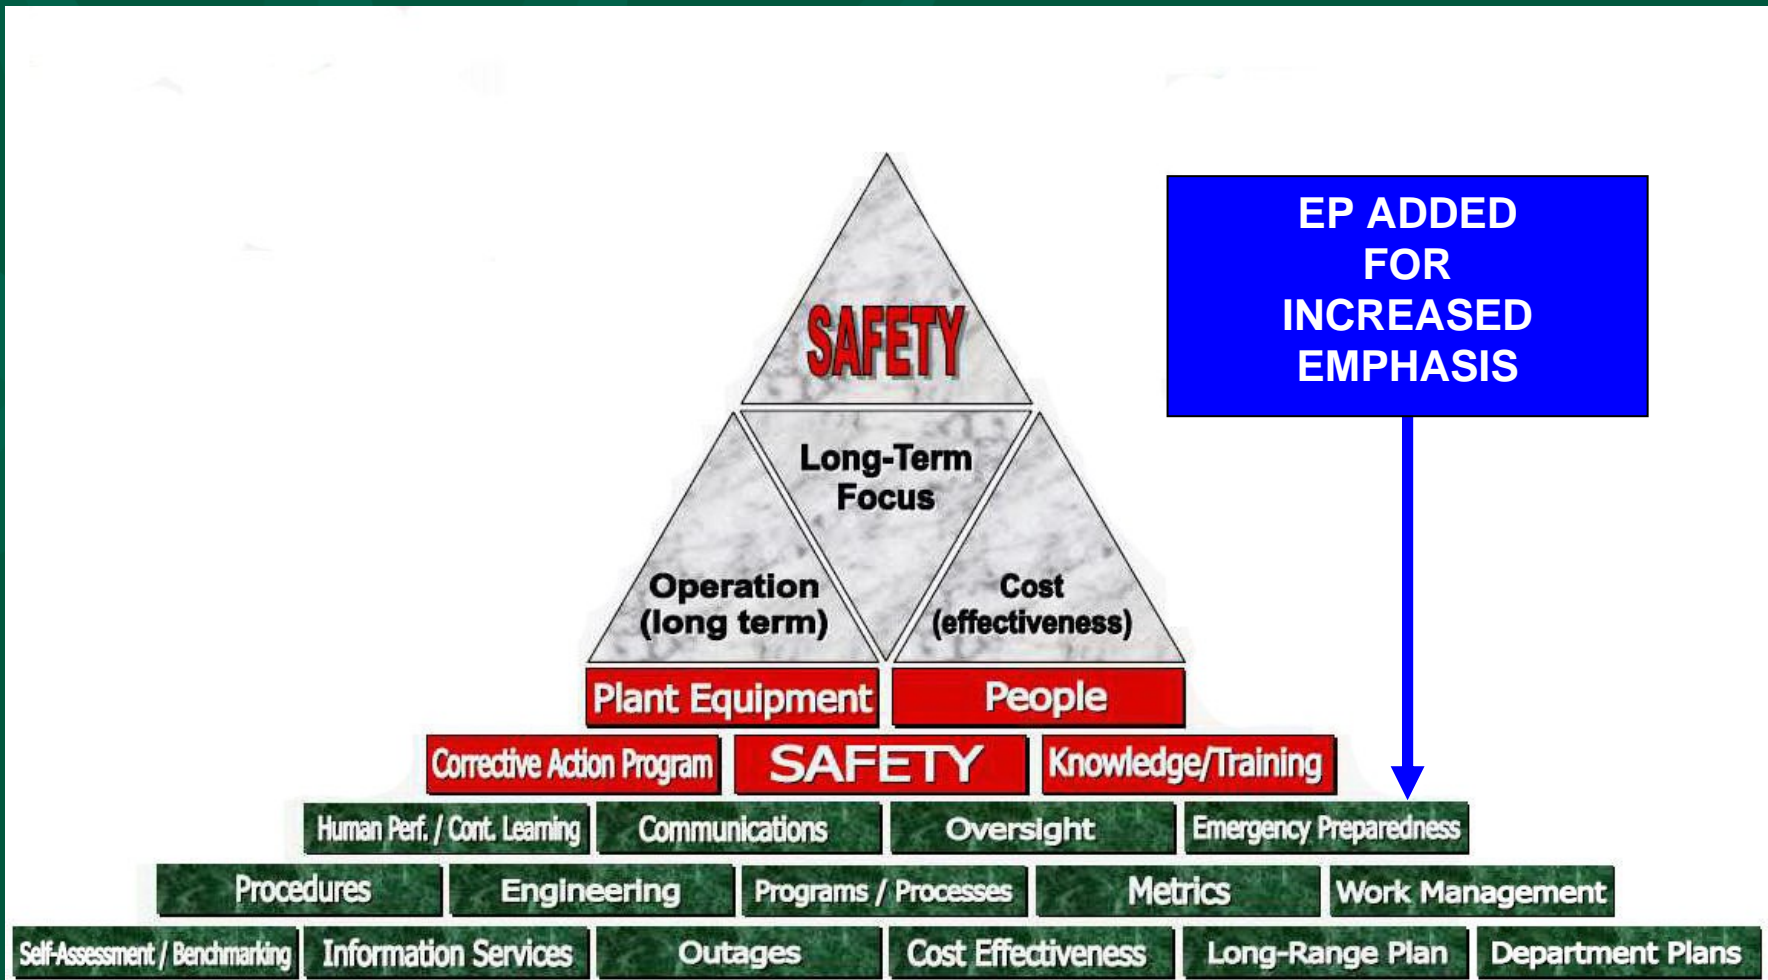 EP ADDED
FOR
INCREASED
EMPHASIS
SAFETY
Long-Term
Focus
Operation
(long term)
Cost
(effectiveness)
Plant Equipment
People
Corrective Action Program
SAFETY
Knowledge/Training
Human Perf. / Cont. Learning
Communications
Oversight
Emergency Preparedness
Procedures
Engineering
Programs / Processes
Metrics
Work Management
Self-Assessment / Benchmarking
Information Services
Outages
Cost Effectiveness
Long-Range Plan
Department Plans